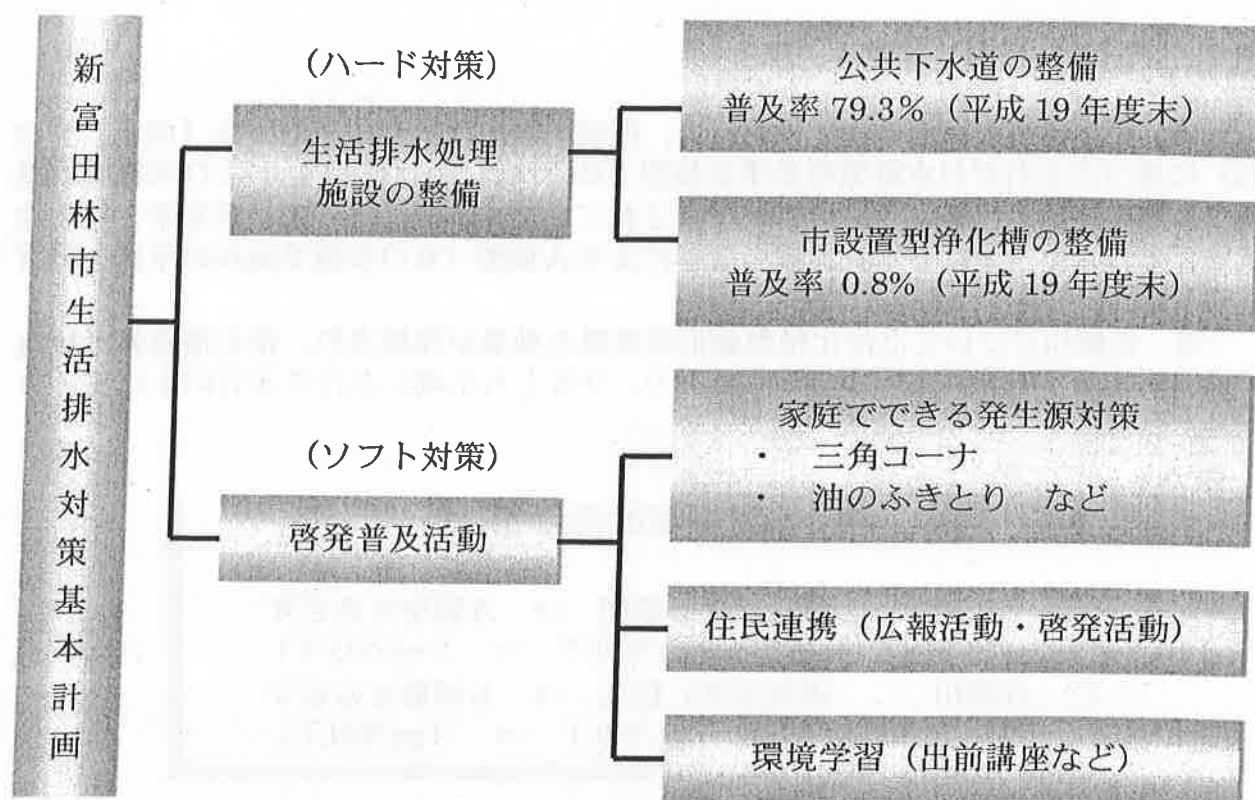 新富田林市生活排水対策基本計画
(ハード対策)
生活排水処理
施設の整備
公共下水道の整備
普及率 79.3%（平成 19 年度末）
市設置型浄化槽の整備
普及率 0.8%（平成 19 年度末）
(ソフト対策)
啓発普及活動
家庭でできる発生源対策
・ 三角コーナ
・ 油のふきとり など
住民連携（広報活動・啓発活動）
環境学習（出前講座など）